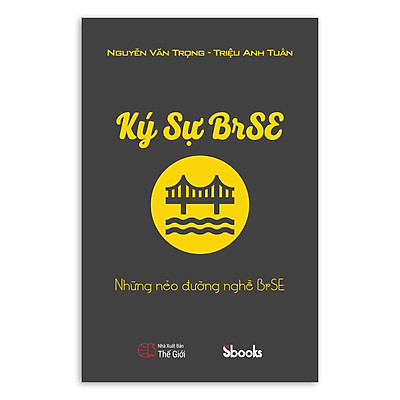 Nguyễn Văn Trọng - Triệu Anh Tuấn
Ký Sự BrSE
Những nẻo đường nghề BrSE
Nhà Xuất Bản
Thế Giới
Sbooks